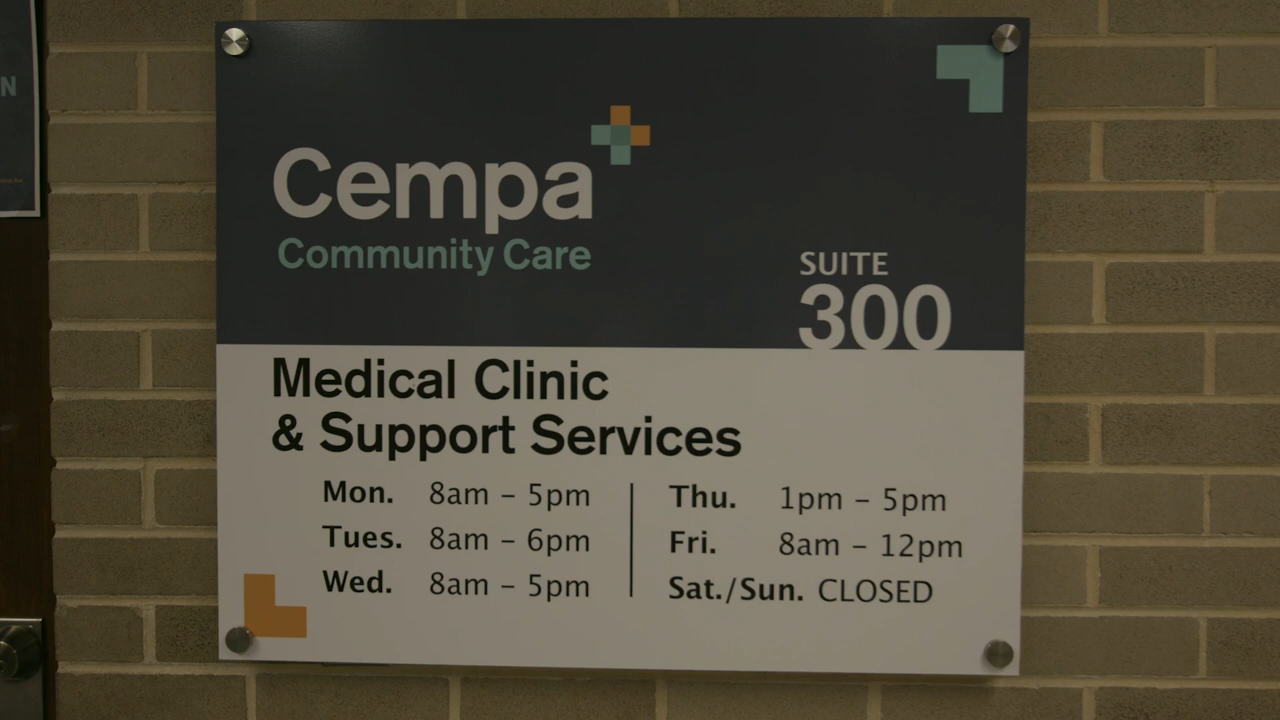 Cempa
Community Care
SUITE
300
Medical Clinic
& Support Services
Mon. 8am – 5pm
Tues. 8am – 6pm
Wed. 8am – 5pm
Thu. 1pm – 5pm
Fri. 8am – 12pm
Sat./Sun. CLOSED
N